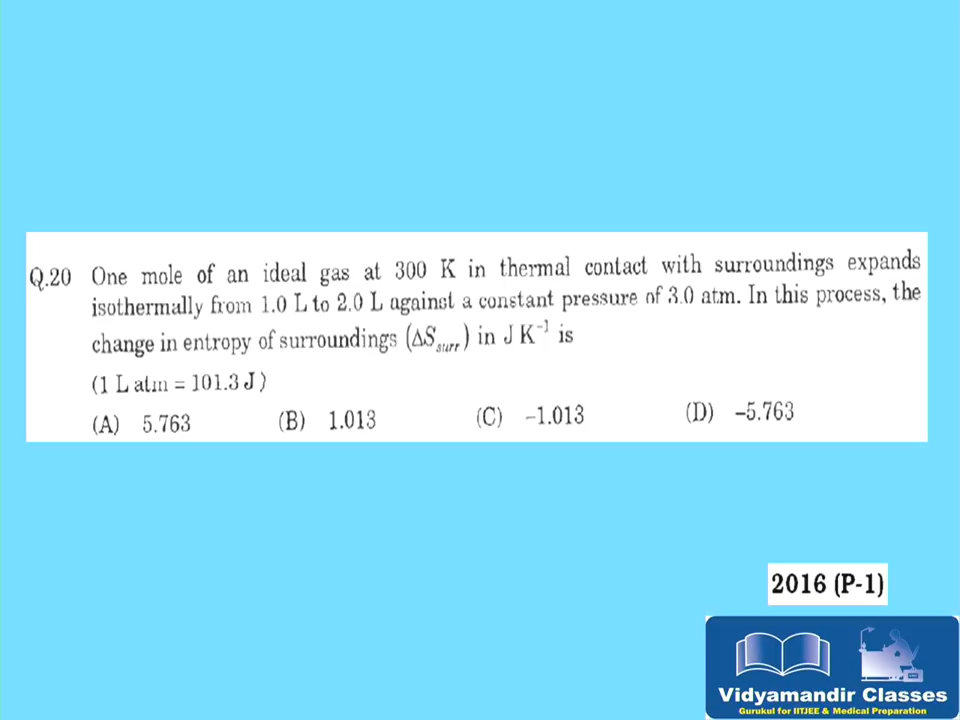 Q.20 One mole of an ideal gas at 300 K in thermal contact with surroundings expands
isothermally from 1.0 L to 2.0 L against a constant pressure of 3.0 atm. In this process, the
change in entropy of surroundings (ΔS_surr) in J K⁻¹ is
(1 L atm = 101.3 J)
(A) 5.763 (B) 1.013 (C) –1.013 (D) –5.763
2016 (P-1)
Vidyamandir Classes
Gurukul for IITJEE & Medical Preparation